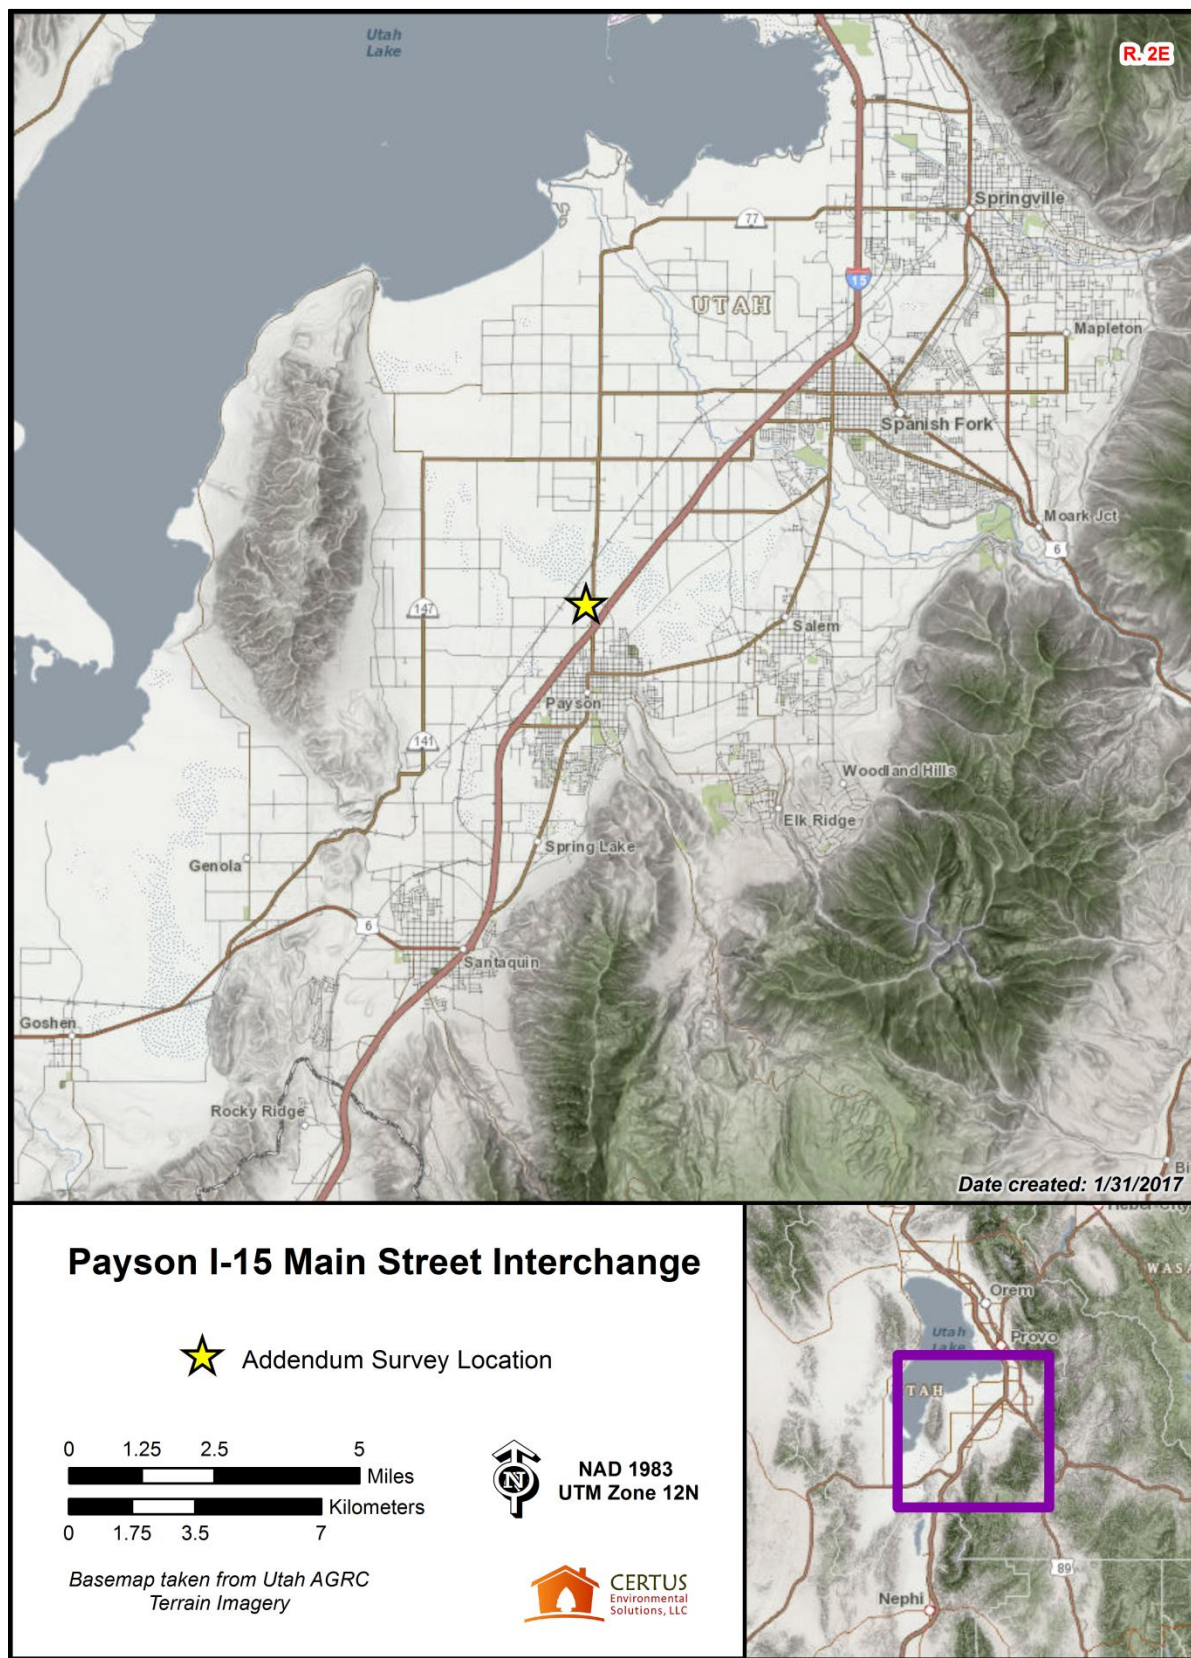 Utah
Lake
R. 2E
Springville
77
15
UTAH
Mapleton
Spanish Fork
Moark Jct
6
147
Salem
Payson
141
Woodland Hills
Elk Ridge
Spring Lake
Genola
6
Santaquin
Goshen
Rocky Ridge
Date created: 1/31/2017
Payson I-15 Main Street Interchange
Addendum Survey Location
0 1.25 2.5 5
Miles
Kilometers
0 1.75 3.5 7
N
NAD 1983
UTM Zone 12N
Basemap taken from Utah AGRC
Terrain Imagery
CERTUS
Environmental
Solutions, LLC
WASA
Orem
Utah
Lake
Provo
TAH
89
Nephi